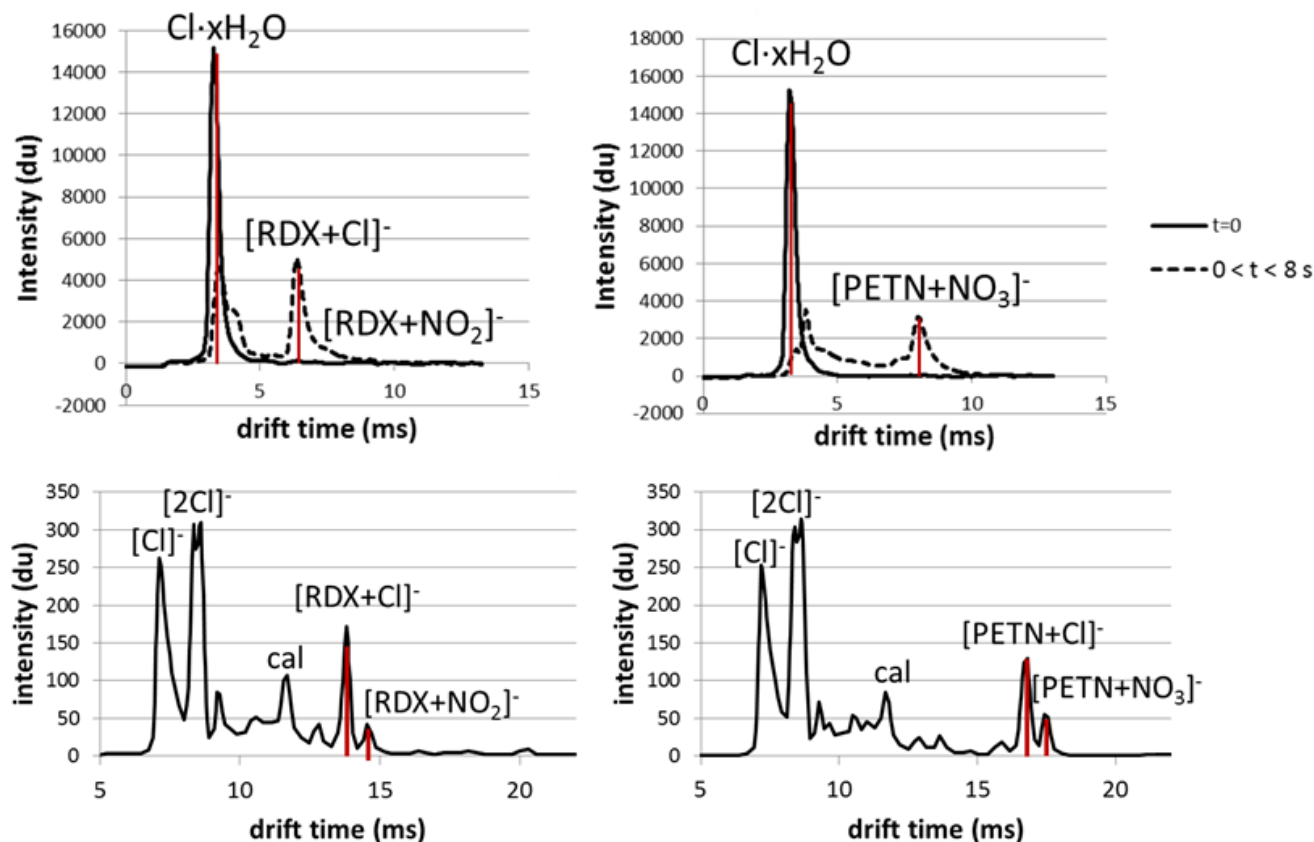 16000
14000
12000
10000
8000
6000
4000
2000
0
-2000
Intensity (du)
Cl·xH₂O
[RDX+Cl]⁻
[RDX+NO₂]⁻
0 5 10 15
drift time (ms)
18000
16000
14000
12000
10000
8000
6000
4000
2000
0
-2000
Intensity (du)
Cl·xH₂O
[PETN+NO₃]⁻
0 5 10 15
drift time (ms)
t=0
0 < t < 8 s
350
300
250
200
150
100
50
0
intensity (du)
[2Cl]⁻
[Cl]⁻
[RDX+Cl]⁻
cal
[RDX+NO₂]⁻
5 10 15 20
drift time (ms)
350
300
250
200
150
100
50
0
intensity (du)
[2Cl]⁻
[Cl]⁻
[PETN+Cl]⁻
cal
[PETN+NO₃]⁻
5 10 15 20
drift time (ms)